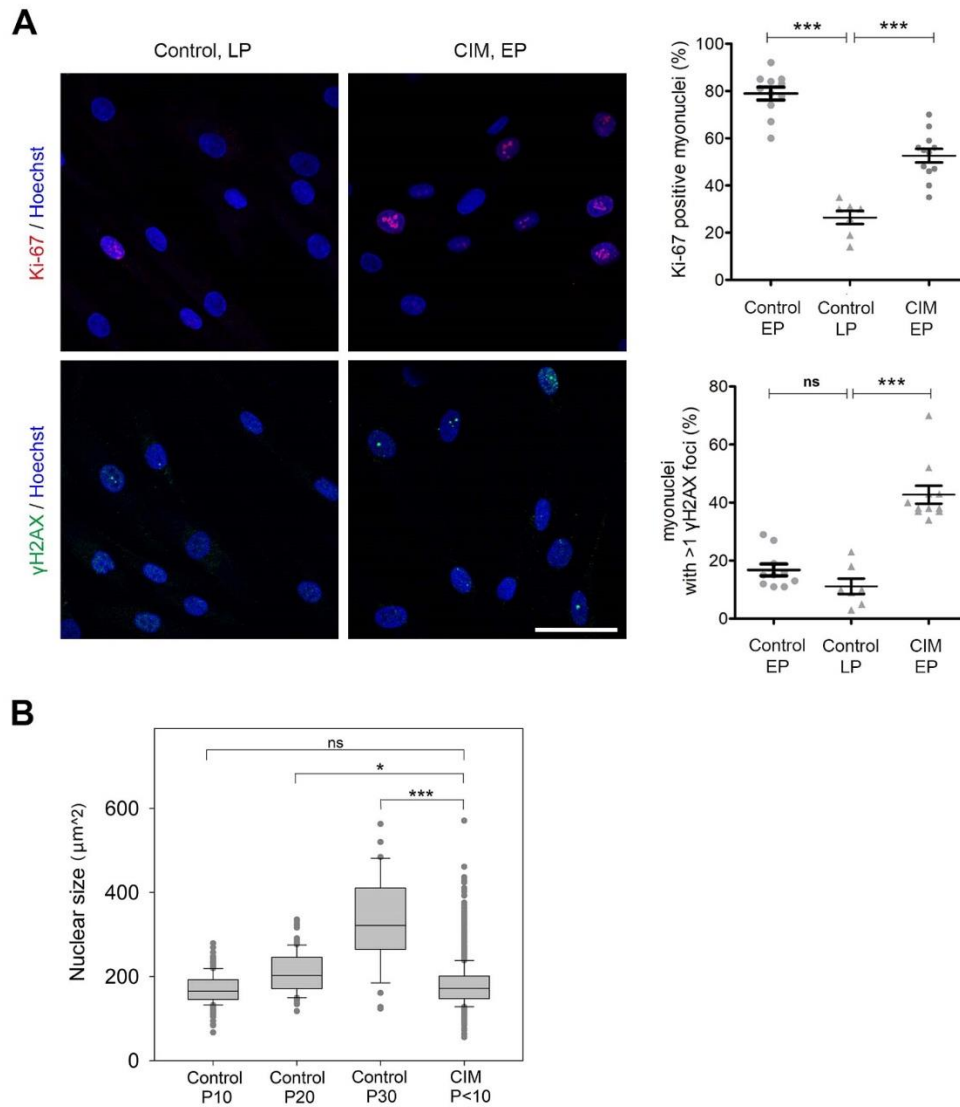 A
Control, LP
CIM, EP
Ki-67 / Hoechst
γH2AX / Hoechst
Ki-67 positive myonuclei (%)
100
80
60
40
20
0
***
***
Control
EP
Control
LP
CIM
EP
myonuclei
with >1 γH2AX foci (%)
80
60
40
20
0
ns
***
Control
EP
Control
LP
CIM
EP
B
Nuclear size (µm^2)
600
400
200
0
ns
*
***
Control
P10
Control
P20
Control
P30
CIM
P<10